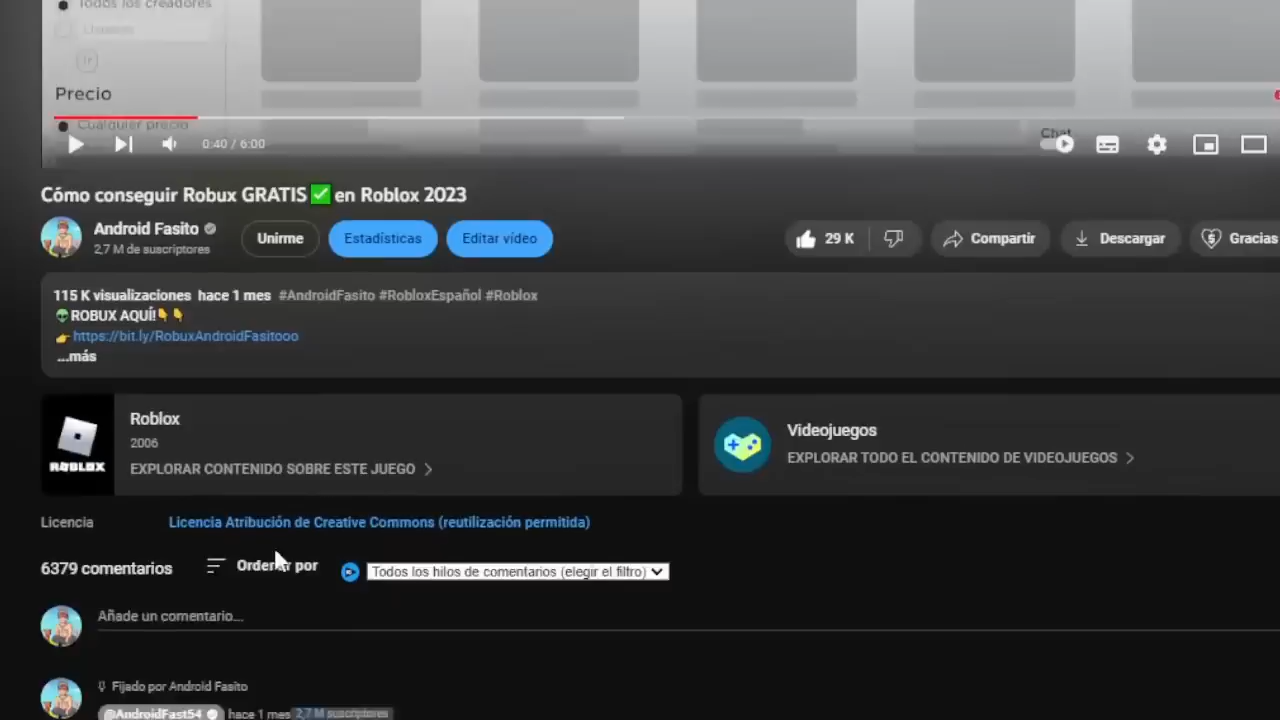 Todos los creadores
Usuario
Ir
Precio
Cualquier precio
0:40 / 6:00
Chat
Cómo conseguir Robux GRATIS ✅ en Roblox 2023
Android Fasito
2,7 M de suscriptores
Unirme
Estadísticas
Editar vídeo
29 K
Compartir
Descargar
Gracias
115 K visualizaciones hace 1 mes #AndroidFasito #RobloxEspañol #Roblox
👽ROBUX AQUÍ!👇👇
👉https://bit.ly/RobuxAndroidFasitooo
...más
ROBLOX
Roblox
2006
EXPLORAR CONTENIDO SOBRE ESTE JUEGO
Videojuegos
EXPLORAR TODO EL CONTENIDO DE VIDEOJUEGOS
Licencia
Licencia Atribución de Creative Commons (reutilización permitida)
6379 comentarios
Ordenar por
Todos los hilos de comentarios (elegir el filtro)
Añade un comentario...
Fijado por Android Fasito
@AndroidFast54 hace 1 mes 2,7 M suscriptores